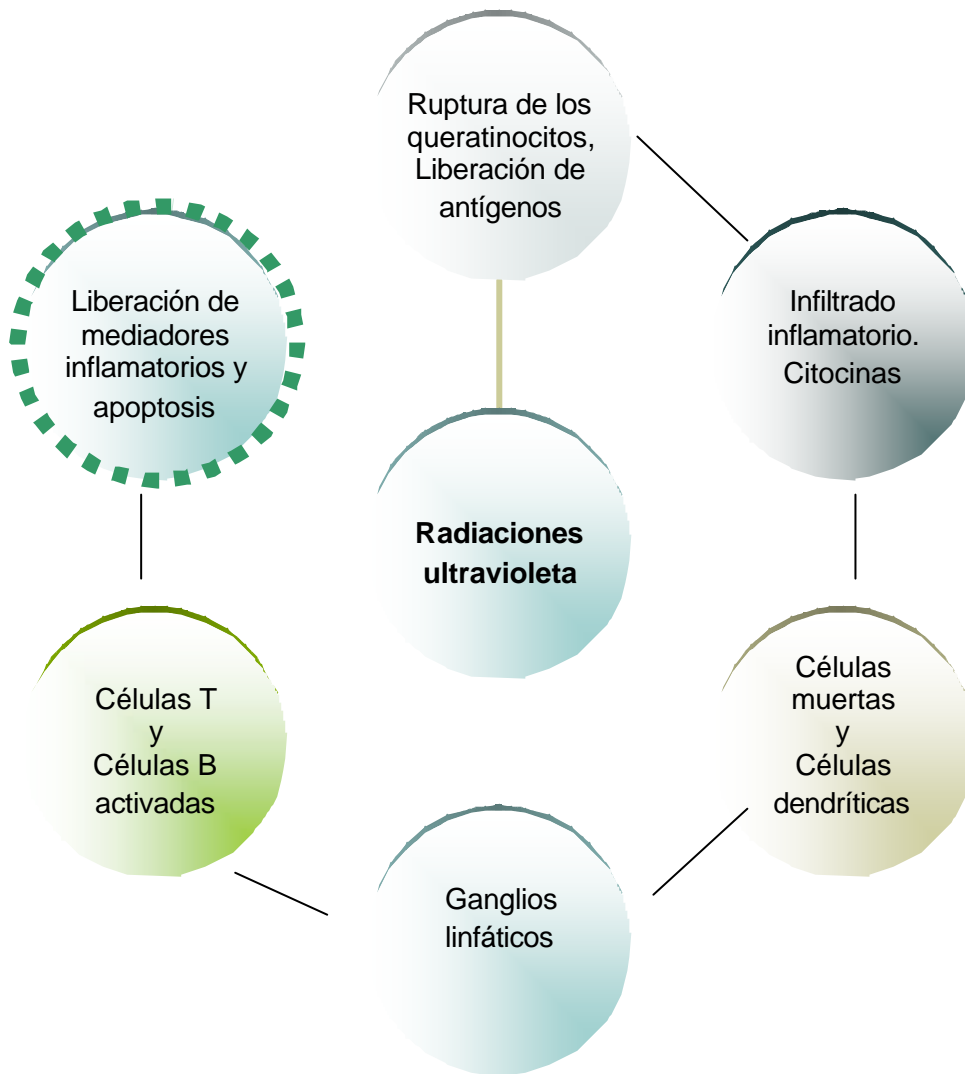 Ruptura de los
queratinocitos,
Liberación de
antígenos
Liberación de
mediadores
inflamatorios y
apoptosis
Infiltrado
inflamatorio.
Citocinas
Radiaciones
ultravioleta
Células T
y
Células B
activadas
Células
muertas
y
Células
dendríticas
Ganglios
linfáticos